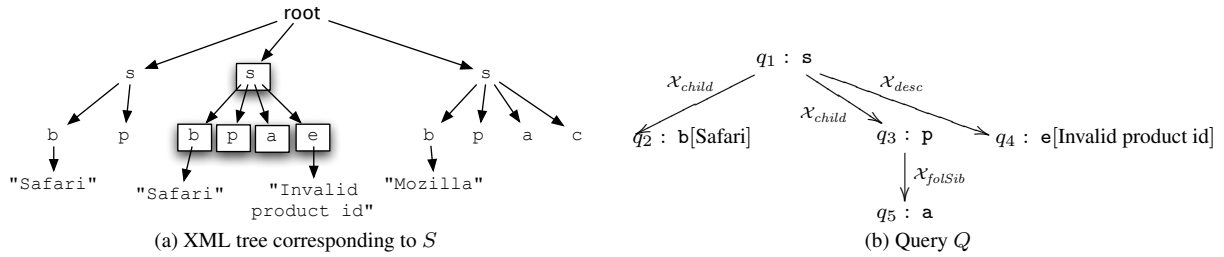 root
s s s
b p b p a e b p a c
"Safari" "Safari" "Invalid product id" "Mozilla"
(a) XML tree corresponding to S
q1 : s
Xchild Xchild Xdesc
q2 : b[Safari] q3 : p q4 : e[Invalid product id]
XfolSib
q5 : a
(b) Query Q